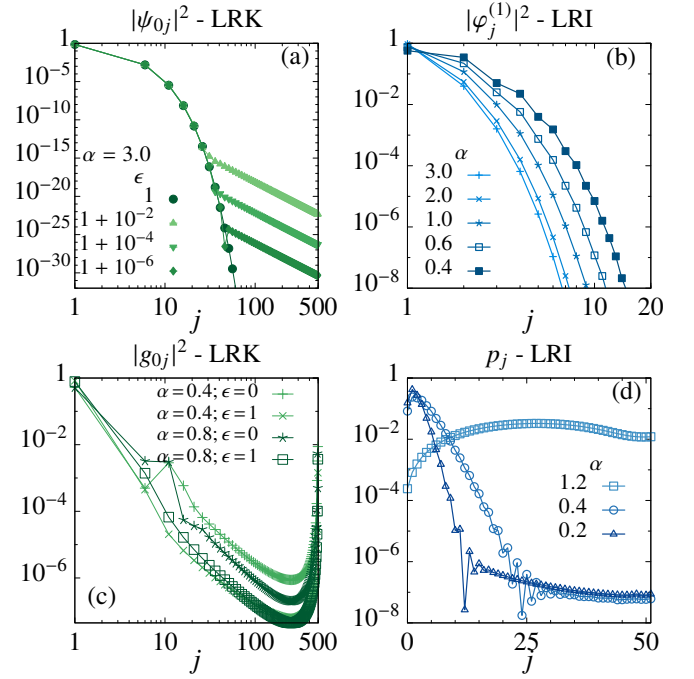 |ψ₀ⱼ|² - LRK
|φⱼ⁽¹⁾|² - LRI
1
10⁻⁵
10⁻¹⁰
10⁻¹⁵
10⁻²⁰
10⁻²⁵
10⁻³⁰
(a)
α = 3.0
ϵ
1
1 + 10⁻²
1 + 10⁻⁴
1 + 10⁻⁶
1 10 100 500
j
1
10⁻²
10⁻⁴
10⁻⁶
10⁻⁸
(b)
α
3.0
2.0
1.0
0.6
0.4
1 10 20
j
|g₀ⱼ|² - LRK
pⱼ - LRI
1
10⁻²
10⁻⁴
10⁻⁶
α=0.4; ϵ=0
α=0.4; ϵ=1
α=0.8; ϵ=0
α=0.8; ϵ=1
(c)
1 10 100 500
j
1
10⁻²
10⁻⁴
10⁻⁶
10⁻⁸
(d)
α
1.2
0.4
0.2
0 25 50
j